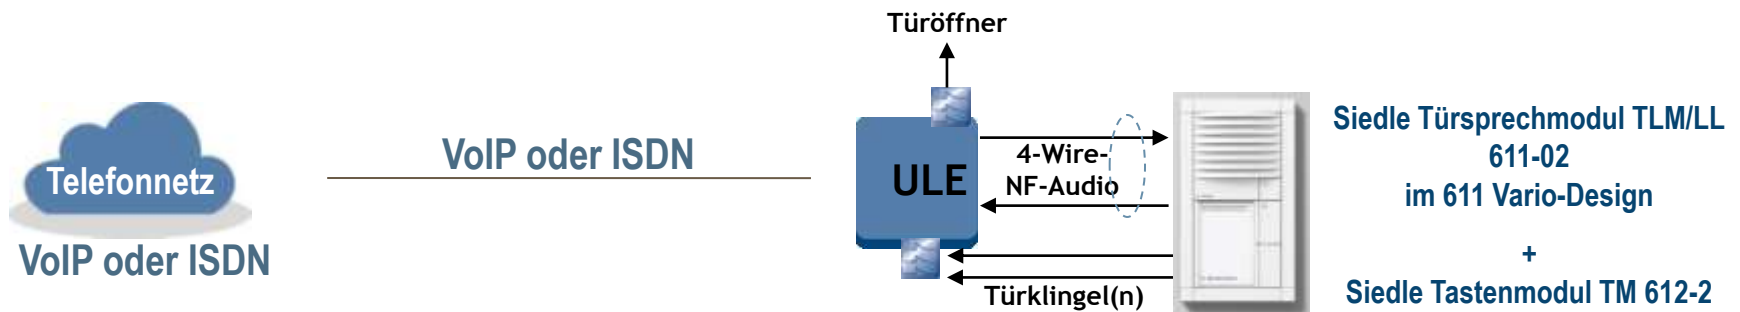 Türöffner
Telefonnetz
VoIP oder ISDN
VoIP oder ISDN
ULE
4-Wire-
NF-Audio
Türklingel(n)
Siedle Türsprechmodul TLM/LL
611-02
im 611 Vario-Design
+
Siedle Tastenmodul TM 612-2